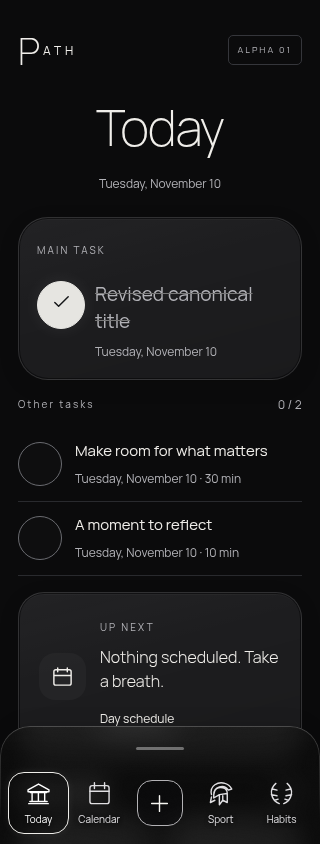 PATH
ALPHA 01
Today
Tuesday, November 10
MAIN TASK
Revised canonical
title
Tuesday, November 10
Other tasks
0/2
Make room for what matters
Tuesday, November 10 · 30 min
A moment to reflect
Tuesday, November 10 · 10 min
UP NEXT
Nothing scheduled. Take
a breath.
Day schedule
Today
Calendar
Sport
Habits